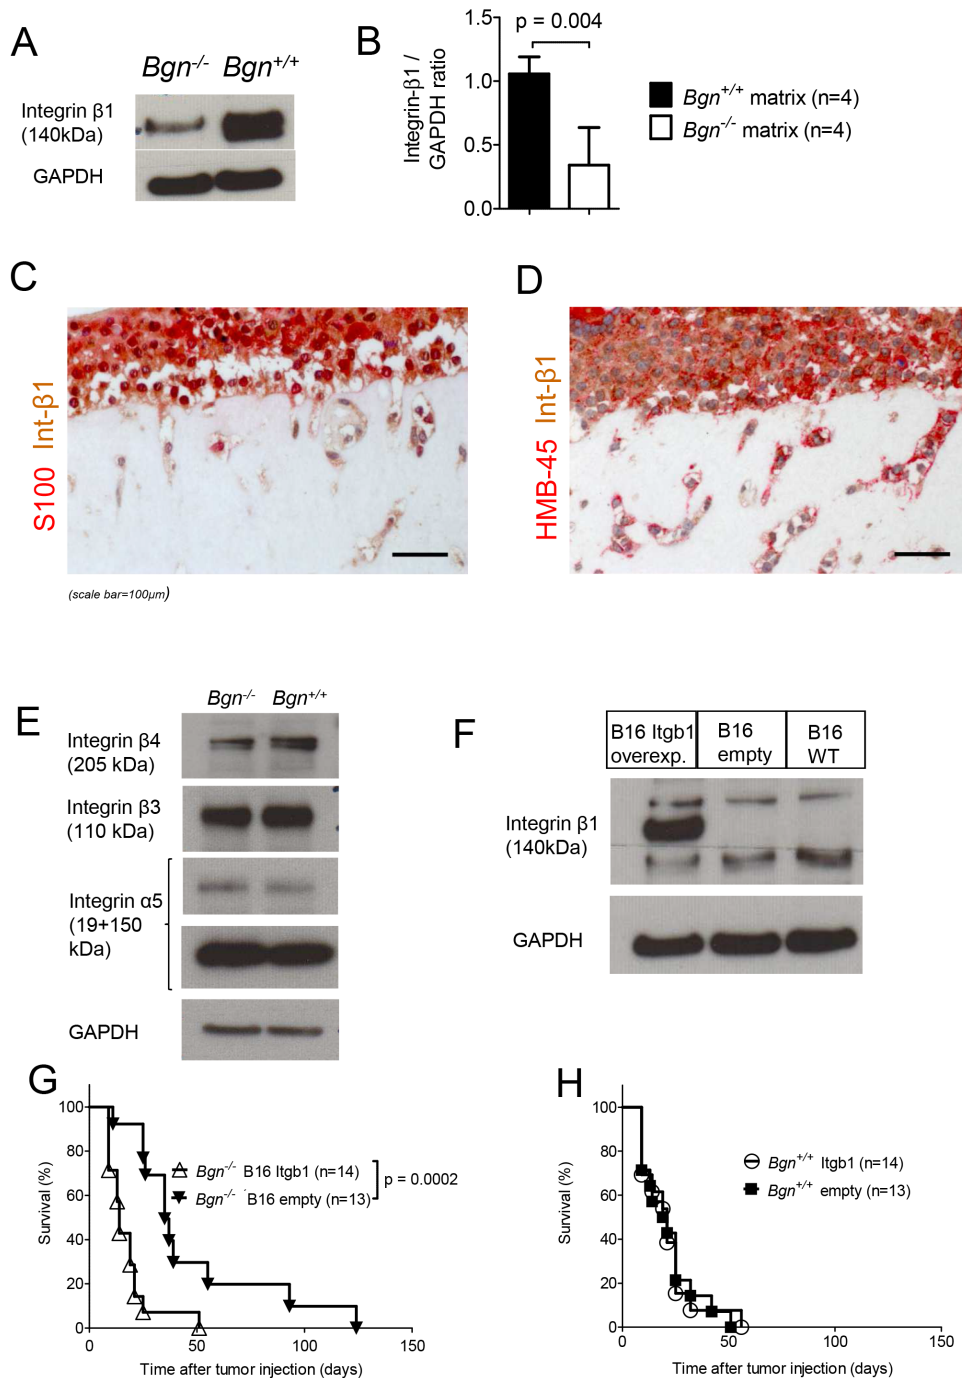 A
Bgn-/- Bgn+/+
Integrin β1
(140kDa)
GAPDH
B
p = 0.004
Integrin-β1 /
GAPDH ratio
1.5
1.0
0.5
0.0
Bgn+/+ matrix (n=4)
Bgn-/- matrix (n=4)
C
S100 Int-β1
(scale bar=100µm)
D
HMB-45 Int-β1
E
Bgn-/- Bgn+/+
Integrin β4
(205 kDa)
Integrin β3
(110 kDa)
Integrin α5
(19+150
kDa)
GAPDH
F
B16 Itgb1
overexp.
B16
empty
B16
WT
Integrin β1
(140kDa)
GAPDH
G
Survival (%)
100
80
60
40
20
0
0 50 100 150
Time after tumor injection (days)
Bgn-/- B16 Itgb1 (n=14)
Bgn-/- B16 empty (n=13)
p = 0.0002
H
Survival (%)
100
80
60
40
20
0
0 50 100 150
Time after tumor injection (days)
Bgn+/+ Itgb1 (n=14)
Bgn+/+ empty (n=13)